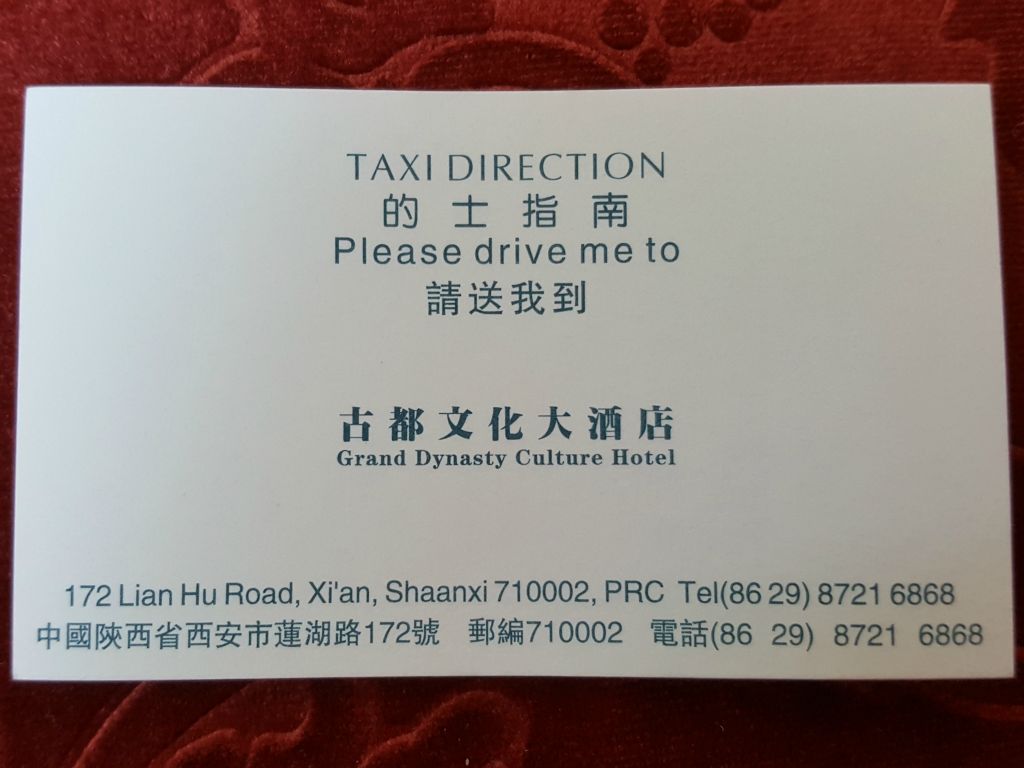 TAXI DIRECTION
的士指南
Please drive me to
請送我到
古都文化大酒店
Grand Dynasty Culture Hotel
172 Lian Hu Road, Xi'an, Shaanxi 710002, PRC Tel(86 29) 8721 6868
中國陝西省西安市蓮湖路172號 郵編710002 電話(86 29) 8721 6868